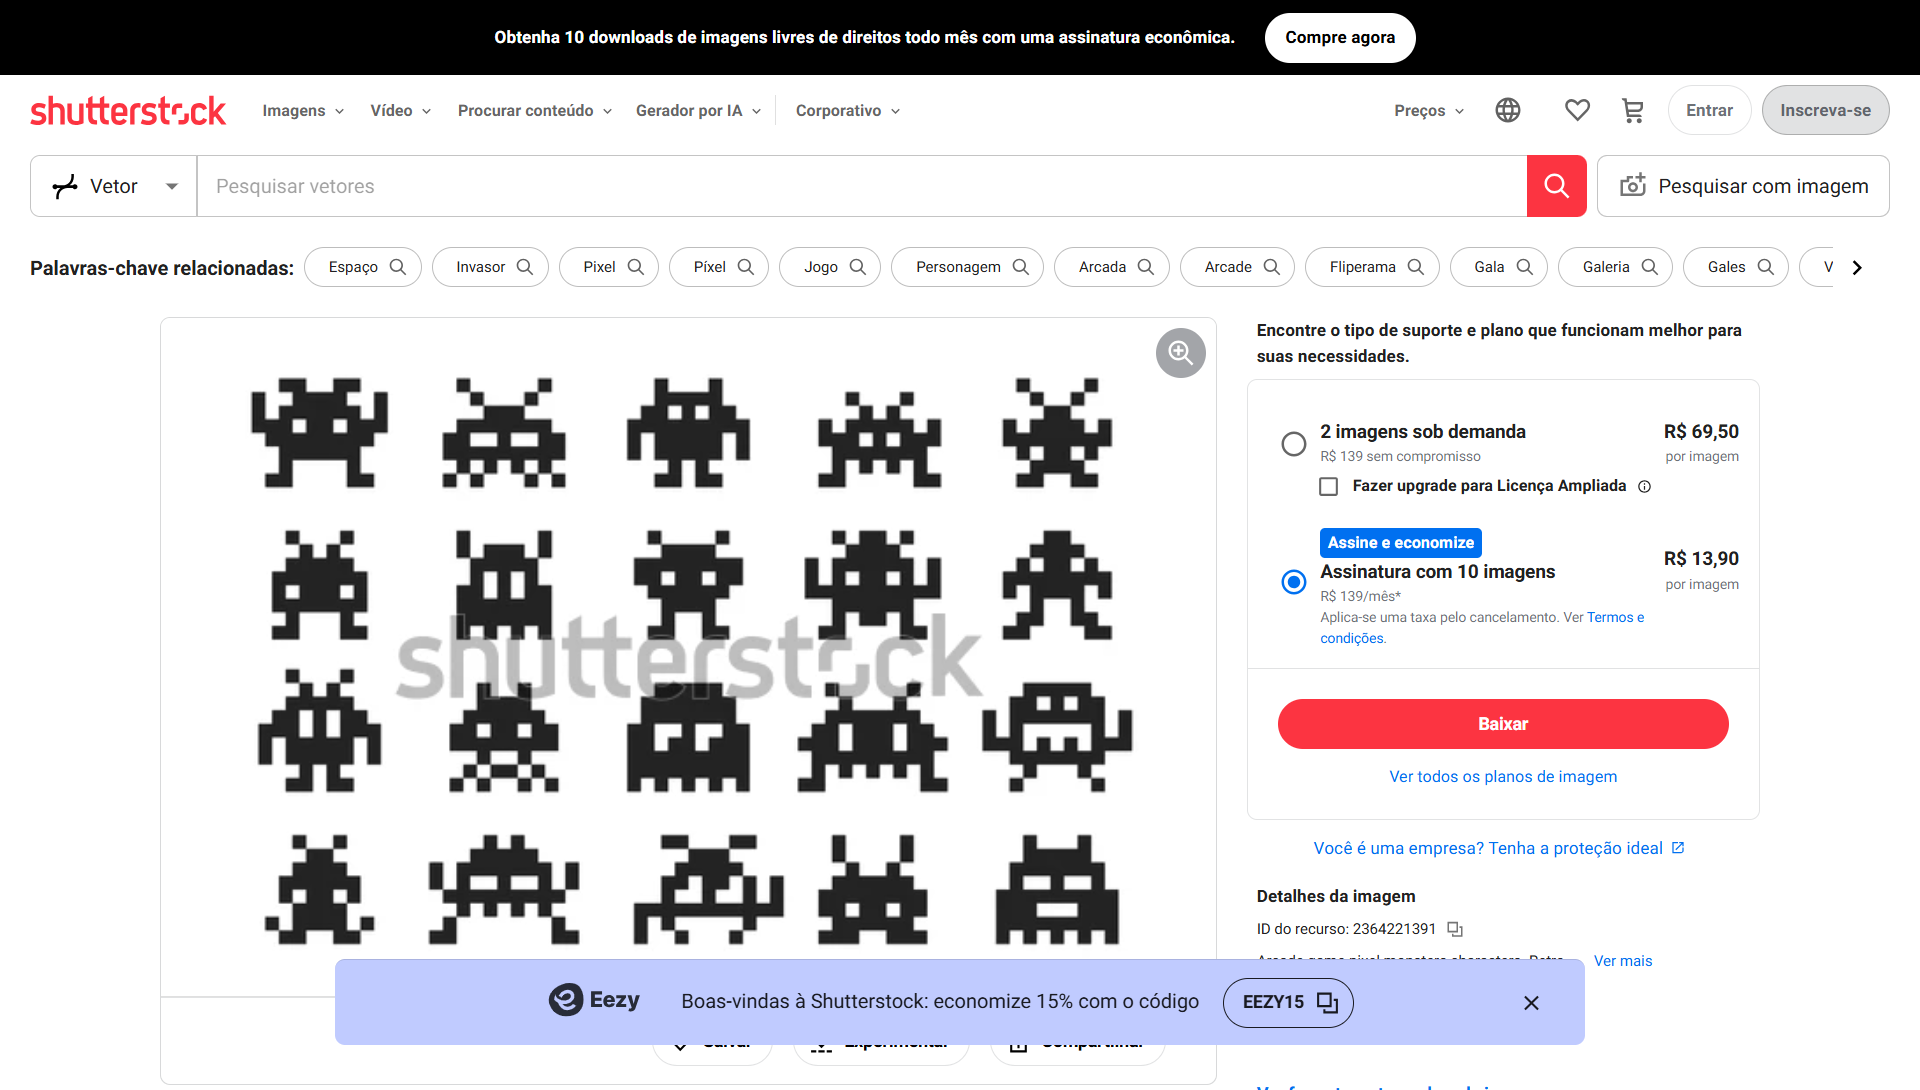 Obtenha 10 downloads de imagens livres de direitos todo mês com uma assinatura econômica.
Compre agora
shutterstock
Imagens
Vídeo
Procurar conteúdo
Gerador por IA
Corporativo
Preços
Entrar
Inscreva-se
Vetor
Pesquisar vetores
Pesquisar com imagem
Palavras-chave relacionadas:
Espaço
Invasor
Pixel
Píxel
Jogo
Personagem
Arcada
Arcade
Fliperama
Gala
Galeria
Gales
V
shutterstock
Encontre o tipo de suporte e plano que funcionam melhor para
suas necessidades.
2 imagens sob demanda
R$ 69,50
R$ 139 sem compromisso
por imagem
Fazer upgrade para Licença Ampliada
Assine e economize
Assinatura com 10 imagens
R$ 13,90
por imagem
R$ 139/mês*
Aplica-se uma taxa pelo cancelamento. Ver Termos e
condições.
Baixar
Ver todos os planos de imagem
Você é uma empresa? Tenha a proteção ideal
Detalhes da imagem
ID do recurso: 2364221391
Ver mais
Eezy
Boas-vindas à Shutterstock: economize 15% com o código
EEZY15